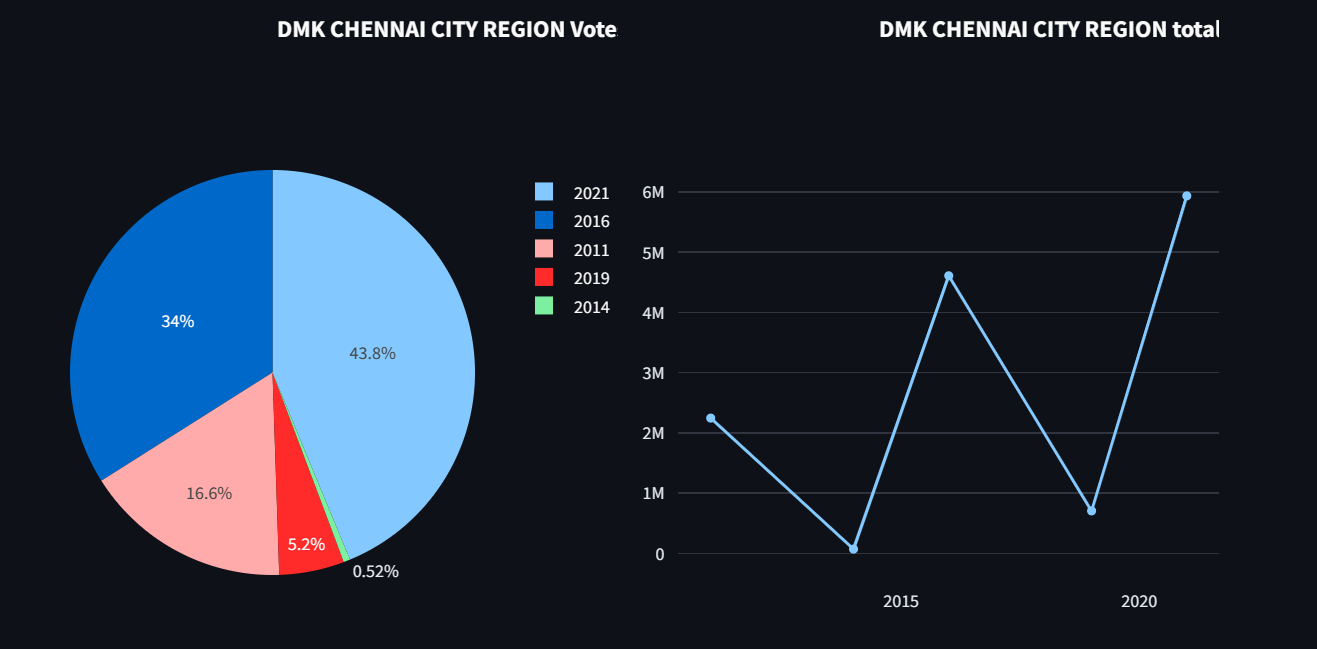 DMK CHENNAI CITY REGION Vote
43.8%
34%
16.6%
5.2%
0.52%
2021
2016
2011
2019
2014
DMK CHENNAI CITY REGION total
6M
5M
4M
3M
2M
1M
0
2015
2020